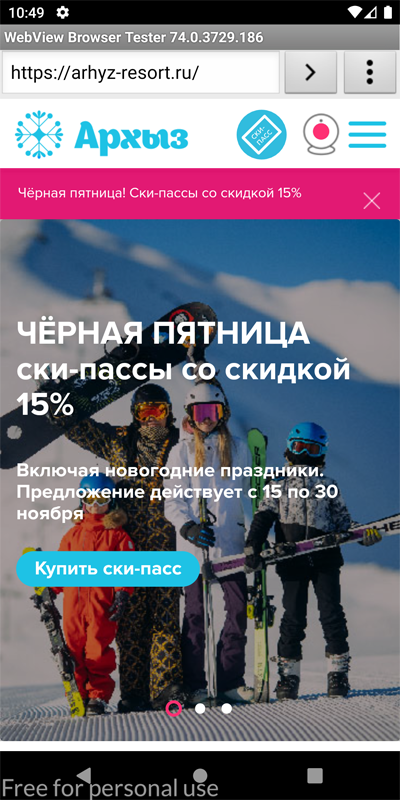 10:49
WebView Browser Tester 74.0.3729.186
https://arhyz-resort.ru/
Архыз
СКИ-
ПАСС
Чёрная пятница! Ски-пассы со скидкой 15%
ЧЁРНАЯ ПЯТНИЦА
ски-пассы со скидкой
15%
Включая новогодние праздники.
Предложение действует с 15 по 30
ноября
Купить ски-пасс
Free for personal use